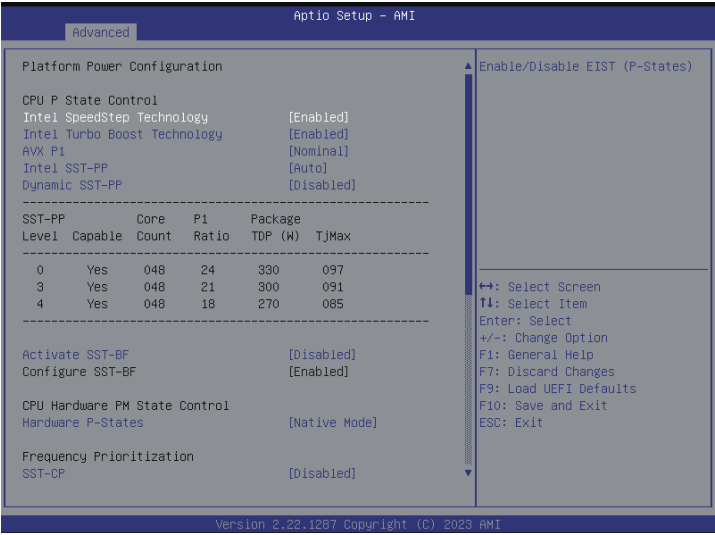 Aptio Setup - AMI
Advanced
Platform Power Configuration
CPU P State Control
Intel SpeedStep Technology [Enabled]
Intel Turbo Boost Technology [Enabled]
AVX P1 [Nominal]
Intel SST-PP [Auto]
Dynamic SST-PP [Disabled]
--------------------------------------------------------
SST-PP Core P1 Package
Level Capable Count Ratio TDP (W) TjMax
--------------------------------------------------------
0 Yes 048 24 330 097
3 Yes 048 21 300 091
4 Yes 048 18 270 085
--------------------------------------------------------
Activate SST-BF [Disabled]
Configure SST-BF [Enabled]
CPU Hardware PM State Control
Hardware P-States [Native Mode]
Frequency Prioritization
SST-CP [Disabled]
Enable/Disable EIST (P-States)
↔: Select Screen
↑↓: Select Item
Enter: Select
+/-: Change Option
F1: General Help
F7: Discard Changes
F9: Load UEFI Defaults
F10: Save and Exit
ESC: Exit
Version 2.22.1287 Copyright (C) 2023 AMI